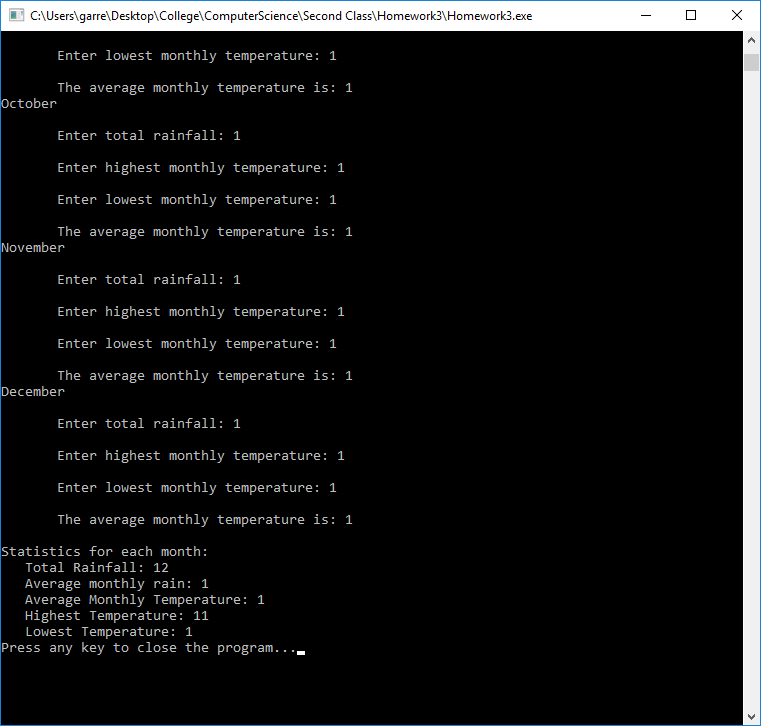 C:\Users\garre\Desktop\College\ComputerScience\Second Class\Homework3\Homework3.exe
Enter lowest monthly temperature: 1
The average monthly temperature is: 1
October
Enter total rainfall: 1
Enter highest monthly temperature: 1
Enter lowest monthly temperature: 1
The average monthly temperature is: 1
November
Enter total rainfall: 1
Enter highest monthly temperature: 1
Enter lowest monthly temperature: 1
The average monthly temperature is: 1
December
Enter total rainfall: 1
Enter highest monthly temperature: 1
Enter lowest monthly temperature: 1
The average monthly temperature is: 1
Statistics for each month:
Total Rainfall: 12
Average monthly rain: 1
Average Monthly Temperature: 1
Highest Temperature: 11
Lowest Temperature: 1
Press any key to close the program...